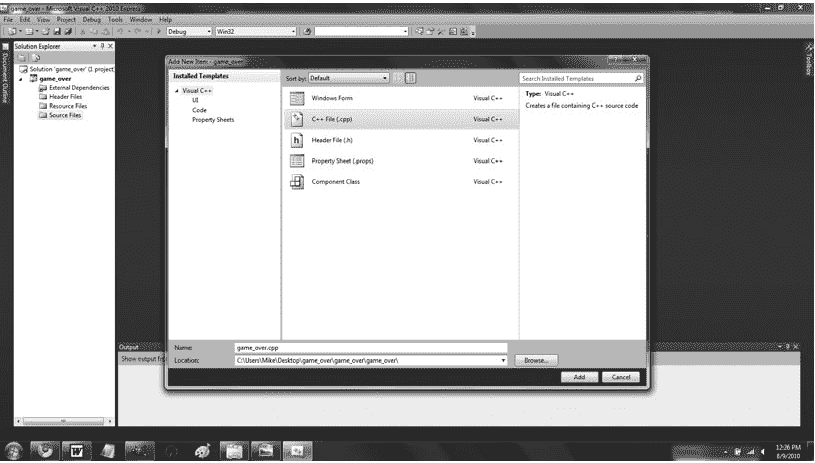 game_over - Microsoft Visual C++ 2010 Express
File Edit View Project Debug Tools Window Help
Debug Win32
Solution Explorer
Document Outline
Toolbox
Solution 'game_over' (1 project)
game_over
External Dependencies
Header Files
Resource Files
Source Files
Add New Item - game_over
Installed Templates
Visual C++
UI
Code
Property Sheets
Sort by: Default
Search Installed Templates
Windows Form Visual C++
C++ File (.cpp) Visual C++
Header File (.h) Visual C++
Property Sheet (.props) Visual C++
Component Class Visual C++
Type: Visual C++
Creates a file containing C++ source code
Name: game_over.cpp
Location: C:\Users\Mike\Desktop\game_over\game_over\game_over\
Browse...
Add Cancel
Output
Show output
12:26 PM
8/9/2010